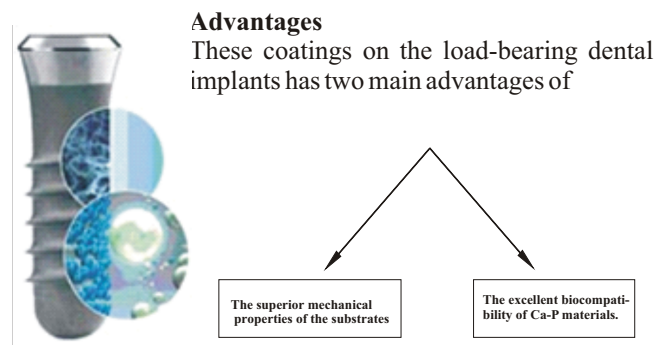 Advantages
These coatings on the load-bearing dental
implants has two main advantages of
The superior mechanical
properties of the substrates
The excellent biocompati-
bility of Ca-P materials.